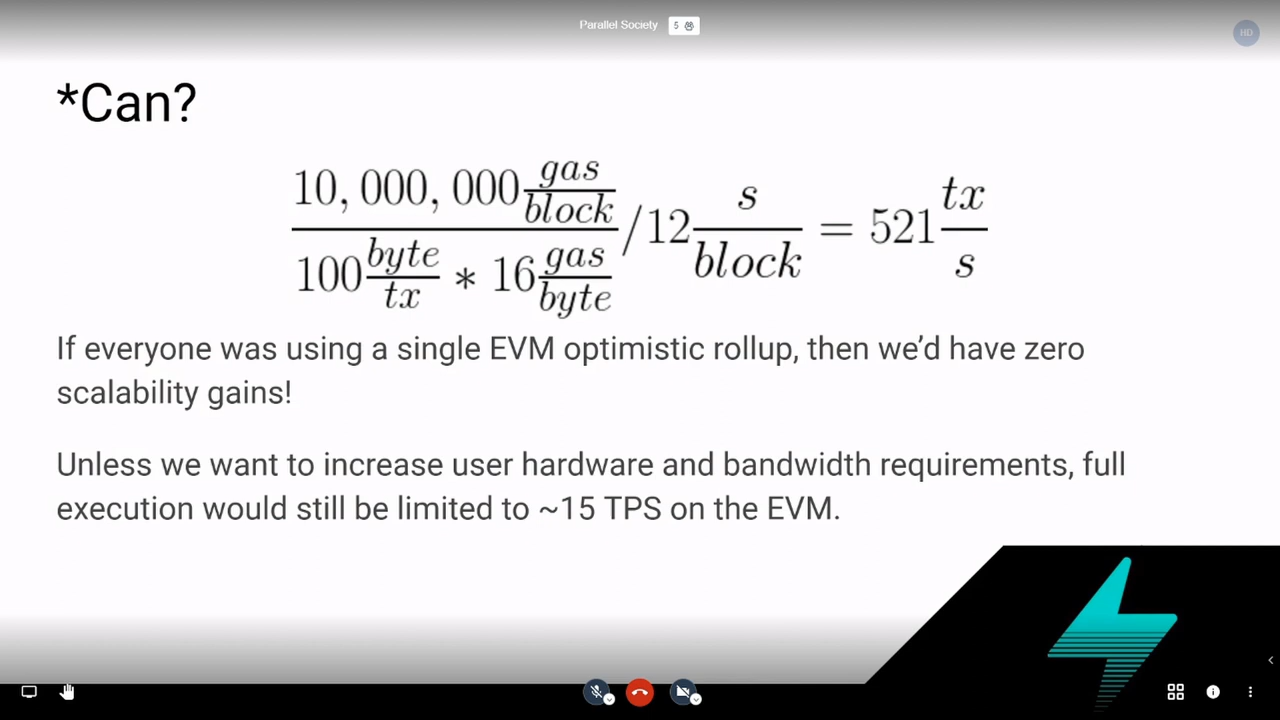 Parallel Society 5
HD
*Can?
10, 000, 000 gas/block / 100 byte/tx * 16 gas/byte /12 s/block = 521 tx/s
If everyone was using a single EVM optimistic rollup, then we’d have zero
scalability gains!
Unless we want to increase user hardware and bandwidth requirements, full
execution would still be limited to ~15 TPS on the EVM.